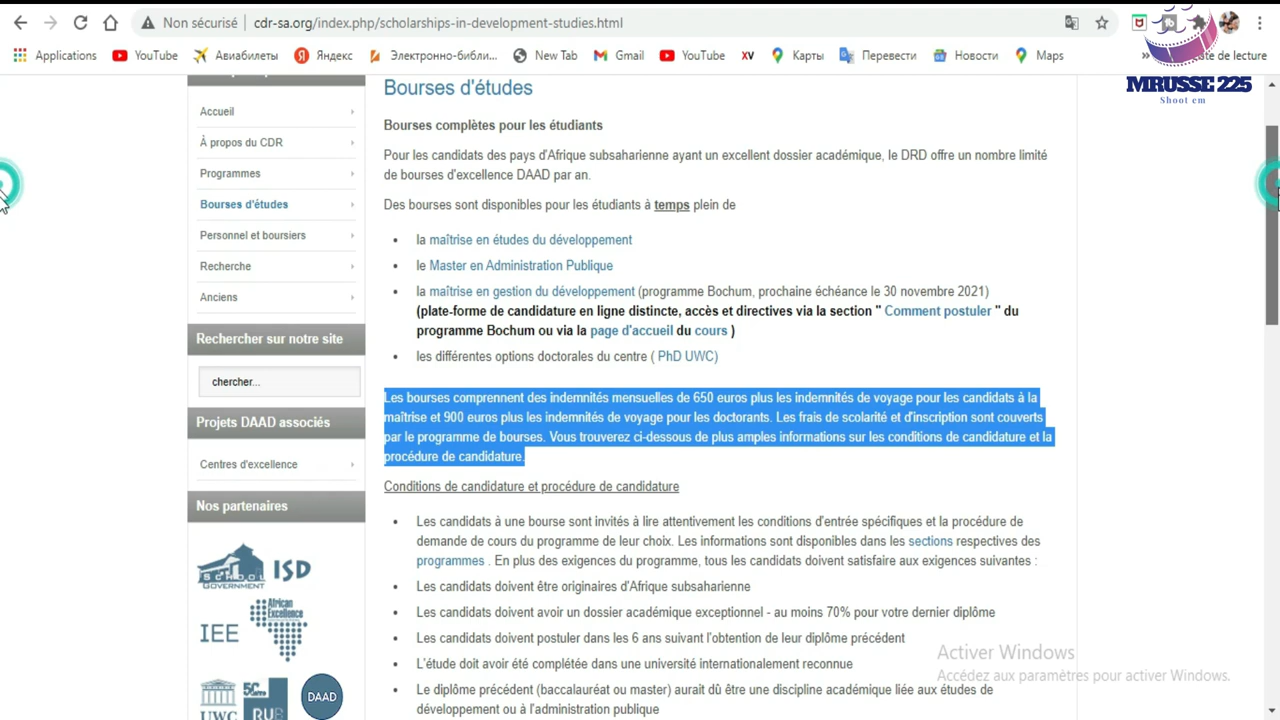 Non sécurisé | cdr-sa.org/index.php/scholarships-in-development-studies.html
Applications YouTube Авиабилеты Яндекс Электронно-библи... New Tab Gmail YouTube XV Карты Перевести Новости Maps » te de lecture
MRUSSE 225
Shoot em
Accueil
À propos du CDR
Programmes
Bourses d'études
Personnel et boursiers
Recherche
Anciens
Rechercher sur notre site
chercher...
Projets DAAD associés
Centres d'excellence
Nos partenaires
SCHOOL
GOVERNMENT
ISD
IEE
African
Excellence
UWC
RUB
DAAD
Bourses d'études
Bourses complètes pour les étudiants
Pour les candidats des pays d'Afrique subsaharienne ayant un excellent dossier académique, le DRD offre un nombre limité
de bourses d'excellence DAAD par an.
Des bourses sont disponibles pour les étudiants à temps plein de
• la maîtrise en études du développement
• le Master en Administration Publique
• la maîtrise en gestion du développement (programme Bochum, prochaine échéance le 30 novembre 2021)
(plate-forme de candidature en ligne distincte, accès et directives via la section " Comment postuler " du
programme Bochum ou via la page d'accueil du cours )
• les différentes options doctorales du centre ( PhD UWC)
Les bourses comprennent des indemnités mensuelles de 650 euros plus les indemnités de voyage pour les candidats à la
maîtrise et 900 euros plus les indemnités de voyage pour les doctorants. Les frais de scolarité et d'inscription sont couverts
par le programme de bourses. Vous trouverez ci-dessous de plus amples informations sur les conditions de candidature et la
procédure de candidature.
Conditions de candidature et procédure de candidature
• Les candidats à une bourse sont invités à lire attentivement les conditions d'entrée spécifiques et la procédure de
demande de cours du programme de leur choix. Les informations sont disponibles dans les sections respectives des
programmes . En plus des exigences du programme, tous les candidats doivent satisfaire aux exigences suivantes :
• Les candidats doivent être originaires d'Afrique subsaharienne
• Les candidats doivent avoir un dossier académique exceptionnel - au moins 70% pour votre dernier diplôme
• Les candidats doivent postuler dans les 6 ans suivant l'obtention de leur diplôme précédent
• L'étude doit avoir été complétée dans une université internationalement reconnue
• Le diplôme précédent (baccalauréat ou master) aurait dû être une discipline académique liée aux études de
développement ou à l'administration publique
Activer Windows
Accédez aux paramètres pour activer Windows.